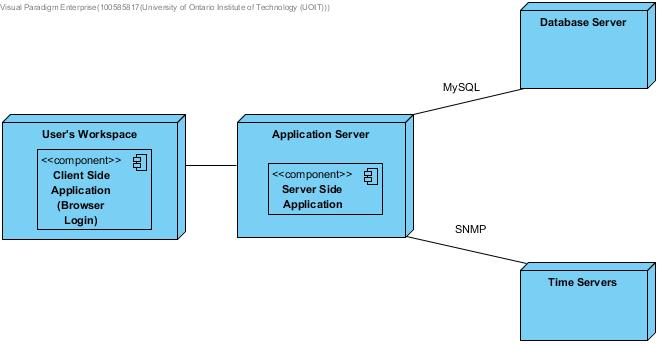 Visual Paradigm Enterprise(100585817(University of Ontario Institute of Technology (UOIT)))
Database Server
MySQL
User's Workspace
<<component>>
Client Side
Application
(Browser
Login)
Application Server
<<component>>
Server Side
Application
SNMP
Time Servers